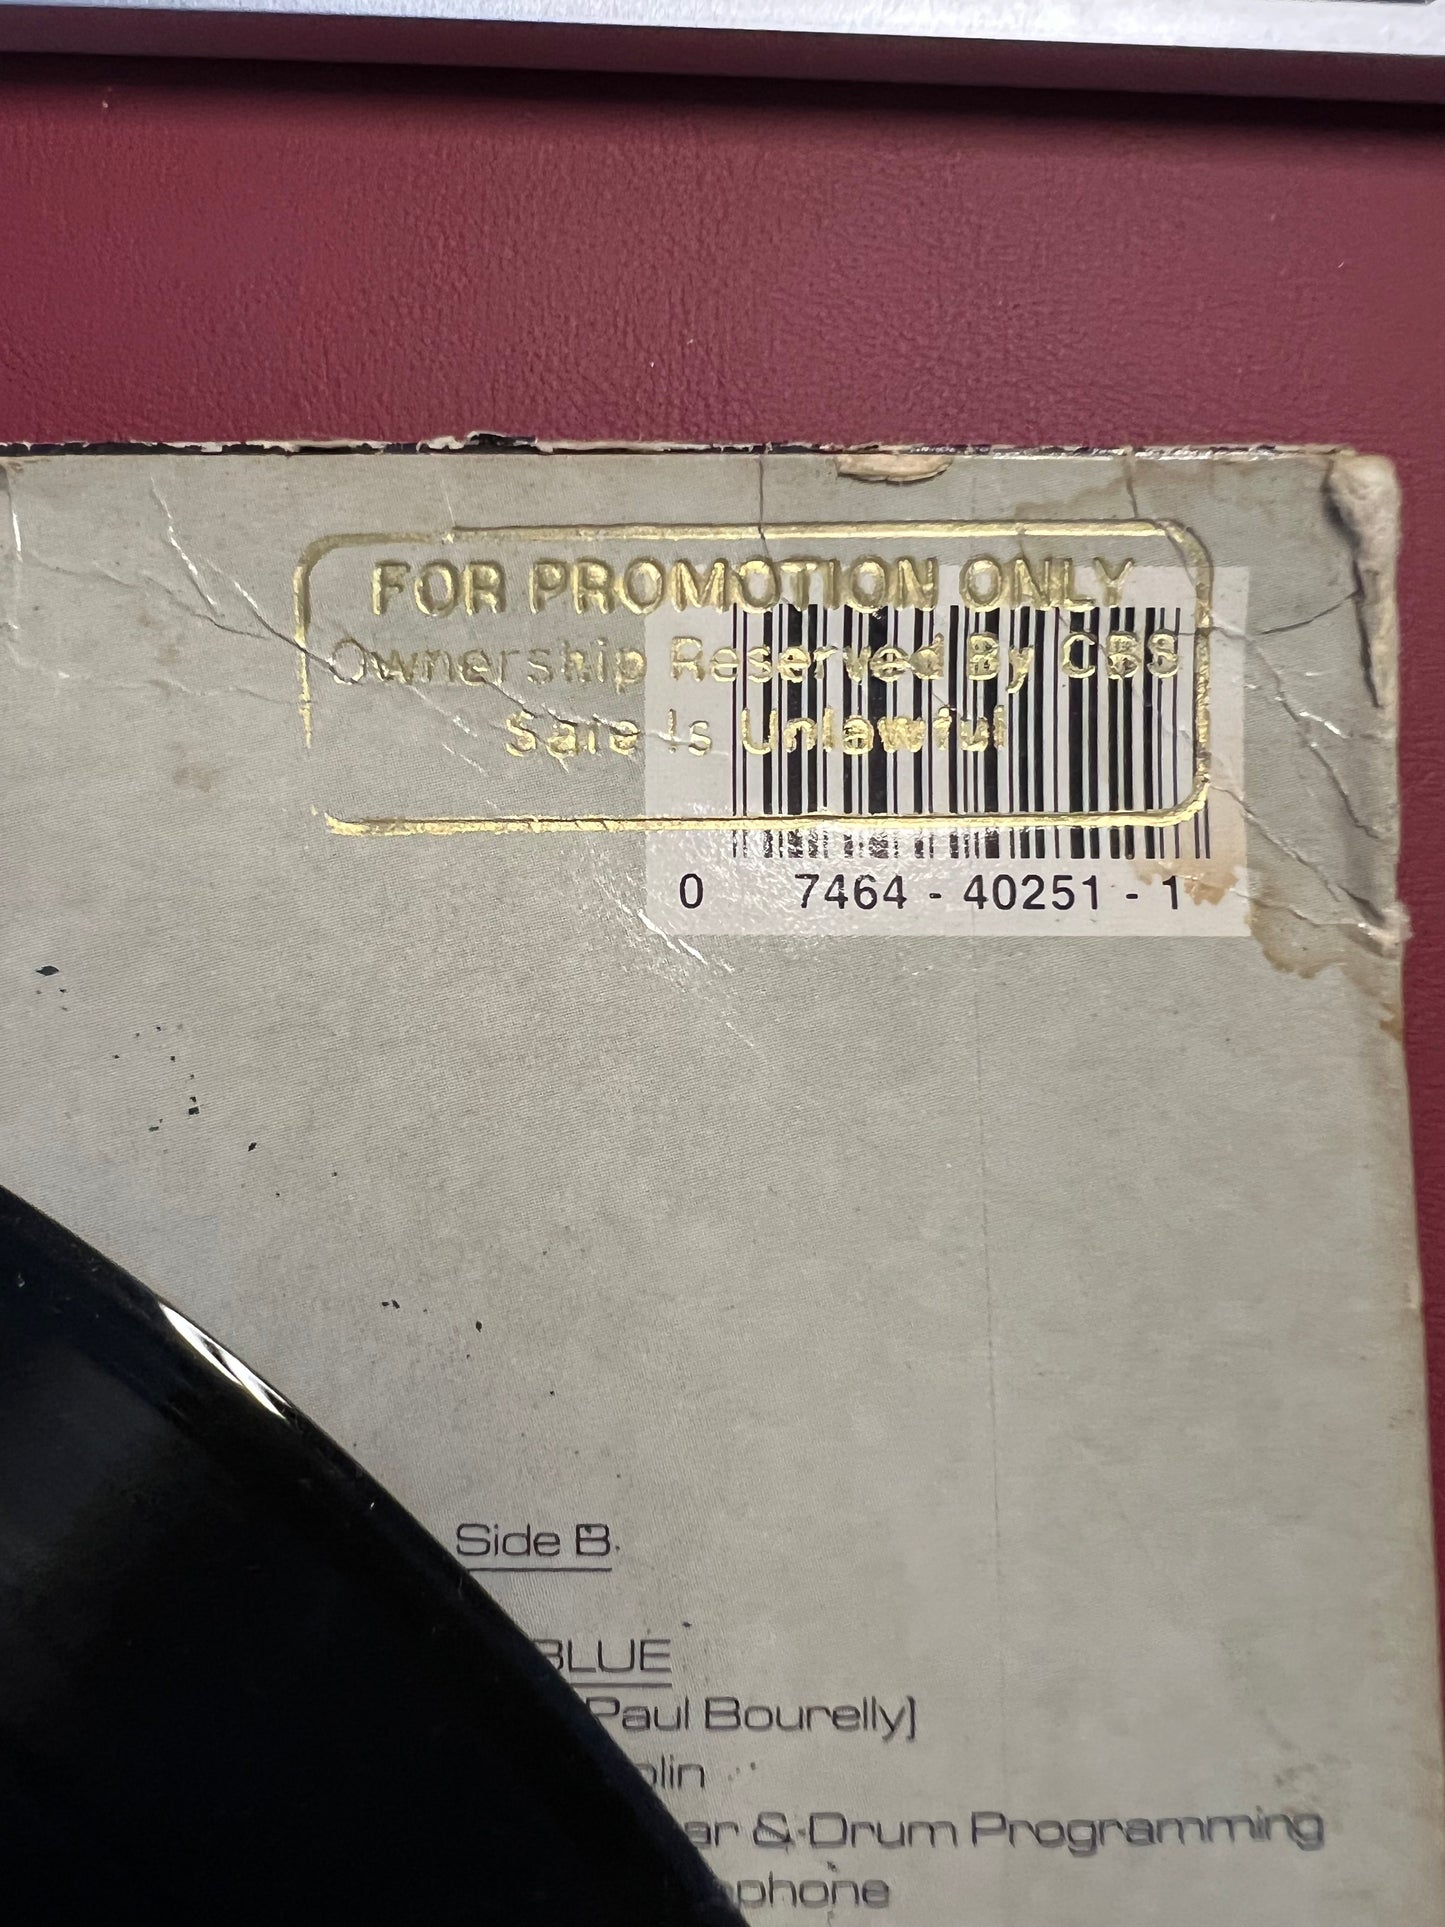 FOR PROMOTION ONLY
Ownership Reserved By CBS
Sale Is Unlawful
0 7464 - 40251 - 1
Side B
BLUE
Paul Bourelly)
olin
ar & Drum Programming
phone